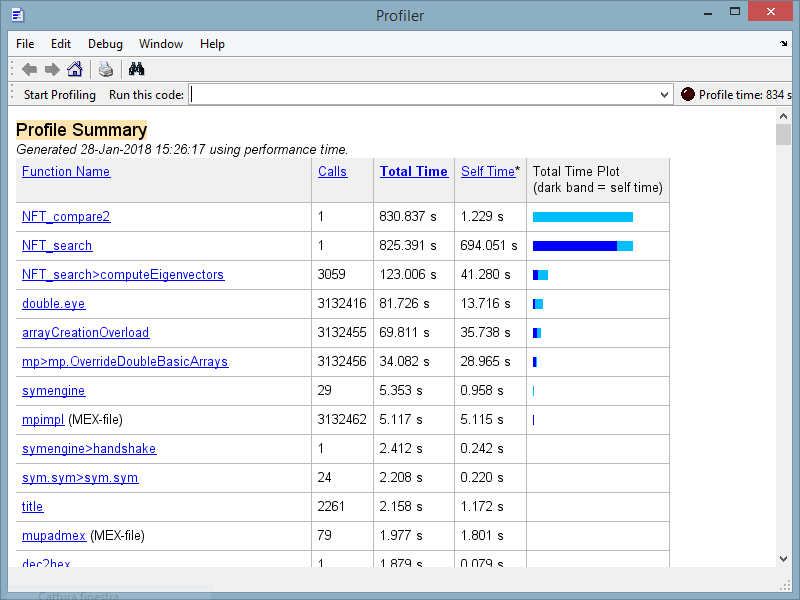 Profiler
File Edit Debug Window Help
Start Profiling Run this code: Profile time: 834 s
Profile Summary
Generated 28-Jan-2018 15:26:17 using performance time.
Function Name Calls Total Time Self Time* Total Time Plot
(dark band = self time)
NFT_compare2 1 830.837 s 1.229 s
NFT_search 1 825.391 s 694.051 s
NFT_search>computeEigenvectors 3059 123.006 s 41.280 s
double.eye 3132416 81.726 s 13.716 s
arrayCreationOverload 3132455 69.811 s 35.738 s
mp>mp.OverrideDoubleBasicArrays 3132456 34.082 s 28.965 s
symengine 29 5.353 s 0.958 s
mpimpl (MEX-file) 3132462 5.117 s 5.115 s
symengine>handshake 1 2.412 s 0.242 s
sym.sym>sym.sym 24 2.208 s 0.220 s
title 2261 2.158 s 1.172 s
mupadmex (MEX-file) 79 1.977 s 1.801 s
dec2hex 1 1.879 s 0.079 s
Cattura finestra